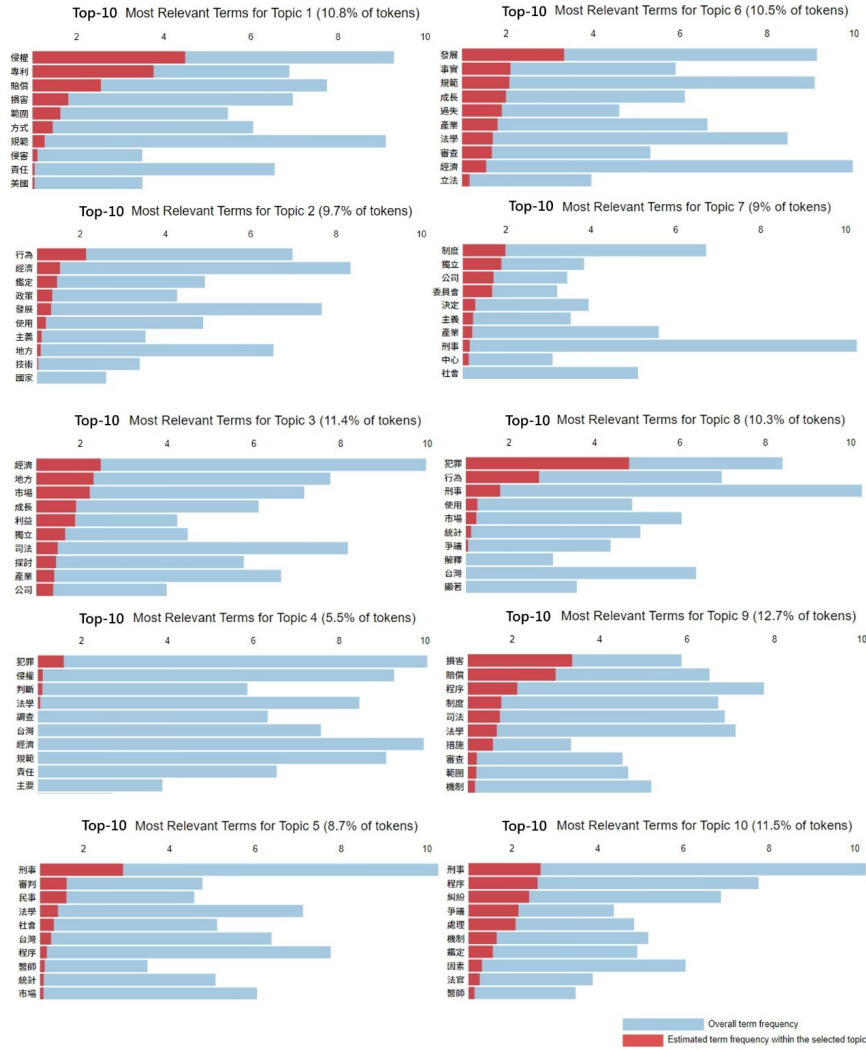 Top-10 Most Relevant Terms for Topic 1 (10.8% of tokens)
2 4 6 8 10
侵權
專利
賠償
損害
範圍
方式
規範
侵害
責任
美國
Top-10 Most Relevant Terms for Topic 2 (9.7% of tokens)
2 4 6 8 10
行為
經濟
鑑定
政策
發展
使用
主義
地方
技術
國家
Top-10 Most Relevant Terms for Topic 3 (11.4% of tokens)
2 4 6 8 10
經濟
地方
市場
成長
利益
獨立
司法
探討
產業
公司
Top-10 Most Relevant Terms for Topic 4 (5.5% of tokens)
2 4 6 8 10
犯罪
侵權
判斷
法學
調查
台灣
經濟
規範
責任
主要
Top-10 Most Relevant Terms for Topic 5 (8.7% of tokens)
2 4 6 8 10
刑事
審判
民事
法學
社會
台灣
程序
醫師
統計
市場
Top-10 Most Relevant Terms for Topic 6 (10.5% of tokens)
2 4 6 8 10
發展
事實
規範
成長
過失
產業
法學
審查
經濟
立法
Top-10 Most Relevant Terms for Topic 7 (9% of tokens)
2 4 6 8 10
制度
獨立
公司
委員會
決定
主義
產業
刑事
中心
社會
Top-10 Most Relevant Terms for Topic 8 (10.3% of tokens)
2 4 6 8 10
犯罪
行為
刑事
使用
市場
統計
爭議
解釋
台灣
顯著
Top-10 Most Relevant Terms for Topic 9 (12.7% of tokens)
2 4 6 8 10
損害
賠償
程序
制度
司法
法學
措施
審查
範圍
機制
Top-10 Most Relevant Terms for Topic 10 (11.5% of tokens)
2 4 6 8 10
刑事
程序
糾紛
爭議
處理
機制
鑑定
因素
法官
醫師
Overall term frequency
Estimated term frequency within the selected topic